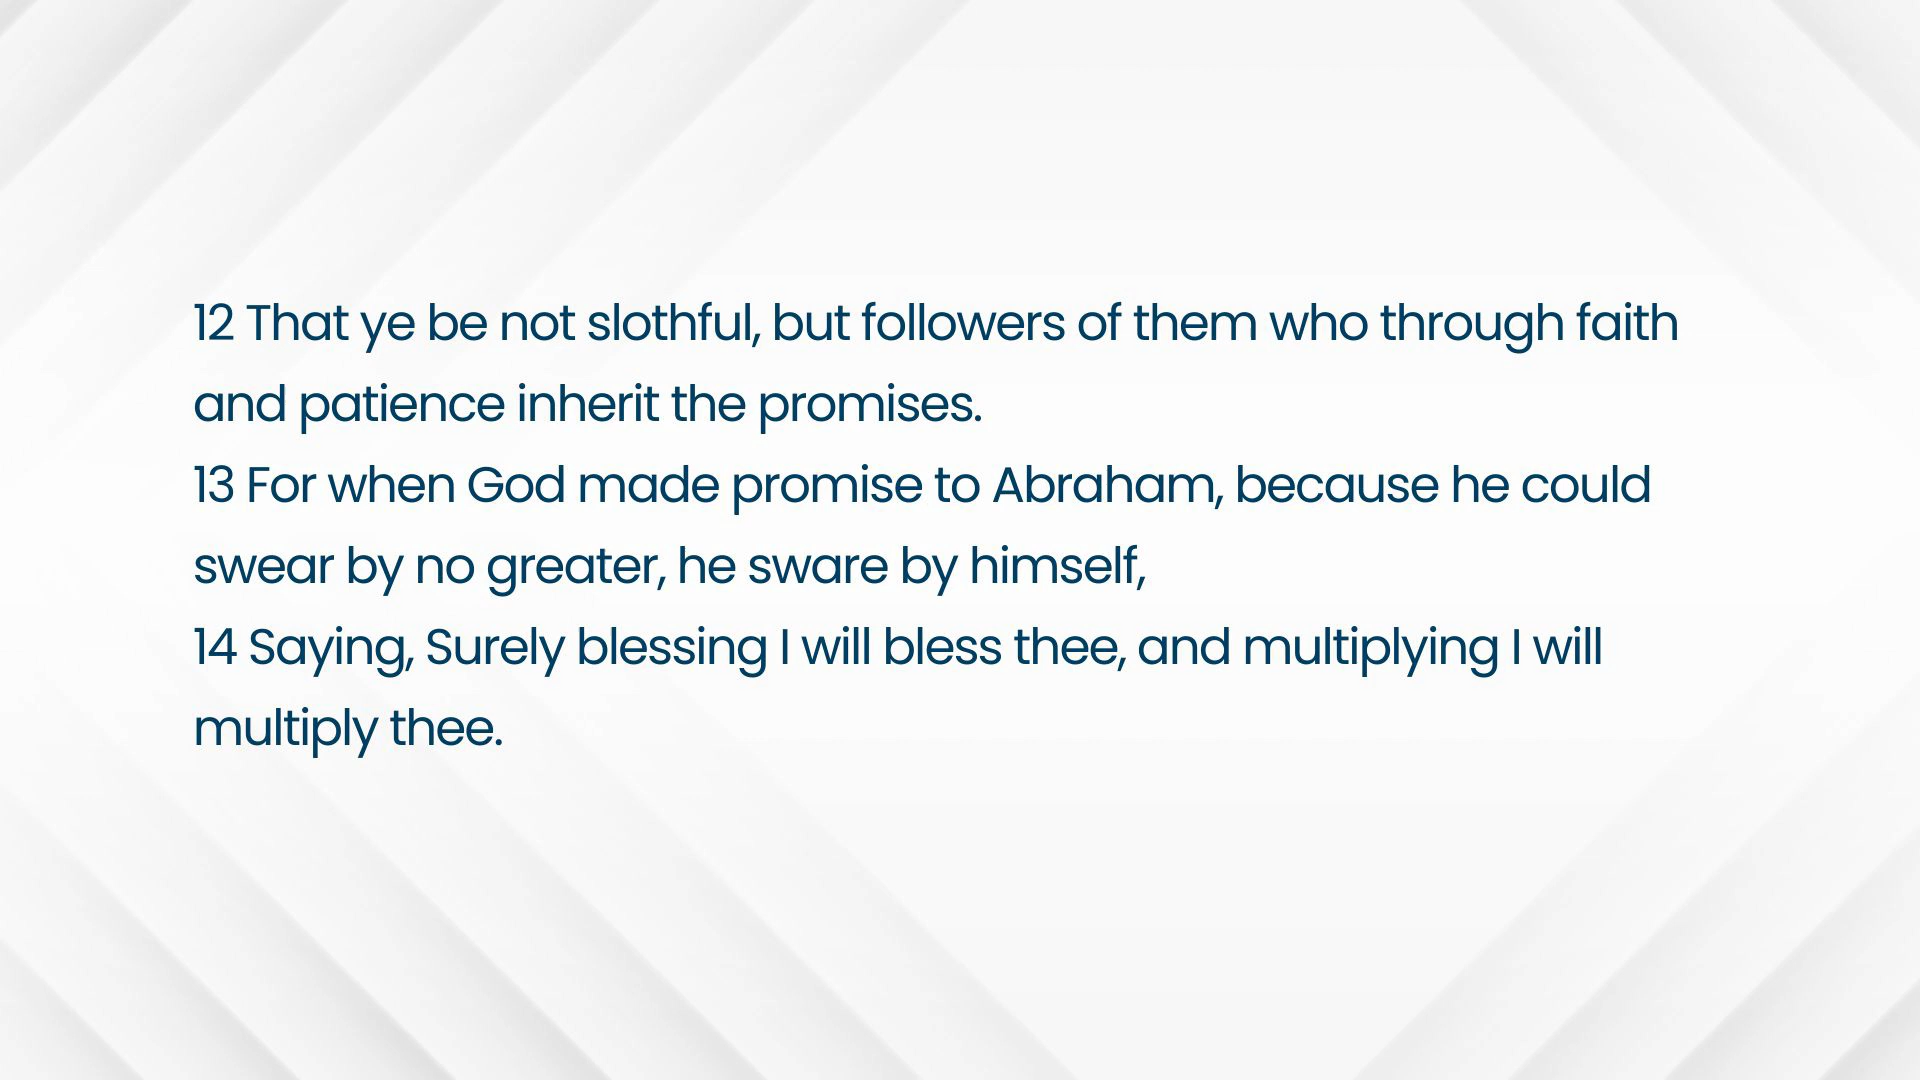 12 That ye be not slothful, but followers of them who through faith
and patience inherit the promises.
13 For when God made promise to Abraham, because he could
swear by no greater, he sware by himself,
14 Saying, Surely blessing I will bless thee, and multiplying I will
multiply thee.